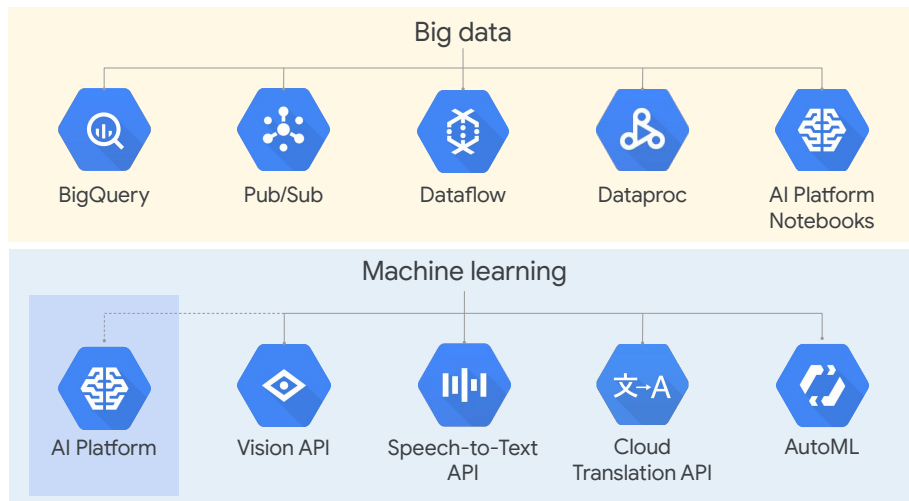 Big data
BigQuery
Pub/Sub
Dataflow
Dataproc
AI Platform
Notebooks
Machine learning
文→A
AI Platform
Vision API
Speech-to-Text
API
Cloud
Translation API
AutoML